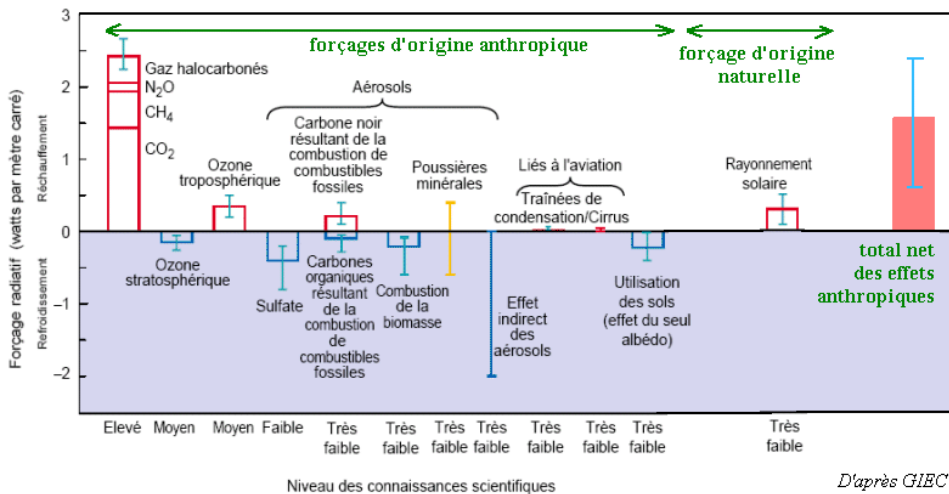 3
2
1
0
−1
−2
Forçage radiatif (watts par mètre carré)
Réchauffement
Refroidissement
forçages d'origine anthropique
forçage d'origine
naturelle
Gaz halocarbonés
N₂O
CH₄
CO₂
Ozone
troposphérique
Ozone
stratosphérique
Aérosols
Carbone noir
résultant de la
combustion de
combustibles
fossiles
Poussières
minérales
Sulfate
Carbones
organiques
résultant
de la
combustion
de
combustibles
fossiles
Combustion
de la
biomasse
Effet
indirect
des
aérosols
Liés à l'aviation
Traînées de
condensation/Cirrus
Utilisation
des sols
(effet du seul
albédo)
Rayonnement
solaire
total net
des effets
anthropiques
Elevé
Moyen
Moyen
Faible
Très
faible
Très
faible
Très
faible
Très
faible
Très
faible
Très
faible
Très
faible
Très
faible
Niveau des connaissances scientifiques
D'après GIEC